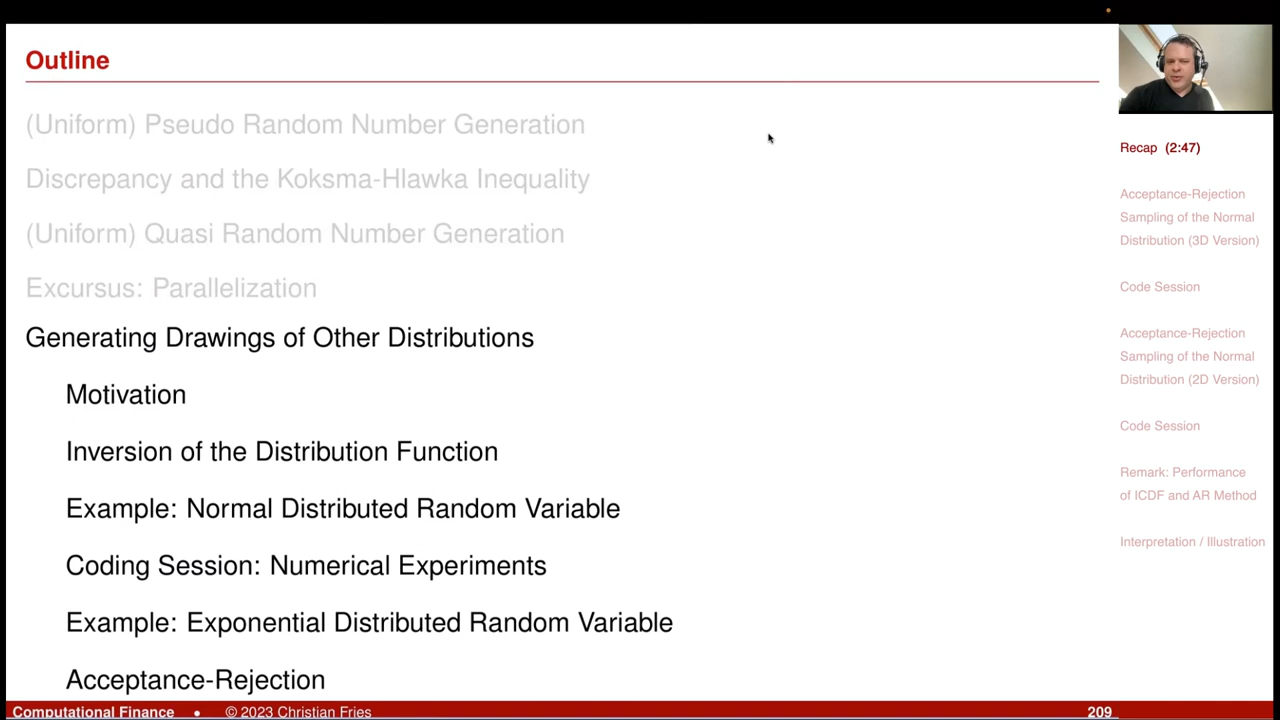 Outline
(Uniform) Pseudo Random Number Generation
Discrepancy and the Koksma-Hlawka Inequality
(Uniform) Quasi Random Number Generation
Excursus: Parallelization
Generating Drawings of Other Distributions
Motivation
Inversion of the Distribution Function
Example: Normal Distributed Random Variable
Coding Session: Numerical Experiments
Example: Exponential Distributed Random Variable
Acceptance-Rejection
Computational Finance • © 2023 Christian Fries 209
Recap (2:47)
Acceptance-Rejection
Sampling of the Normal
Distribution (3D Version)
Code Session
Acceptance-Rejection
Sampling of the Normal
Distribution (2D Version)
Code Session
Remark: Performance
of ICDF and AR Method
Interpretation / Illustration